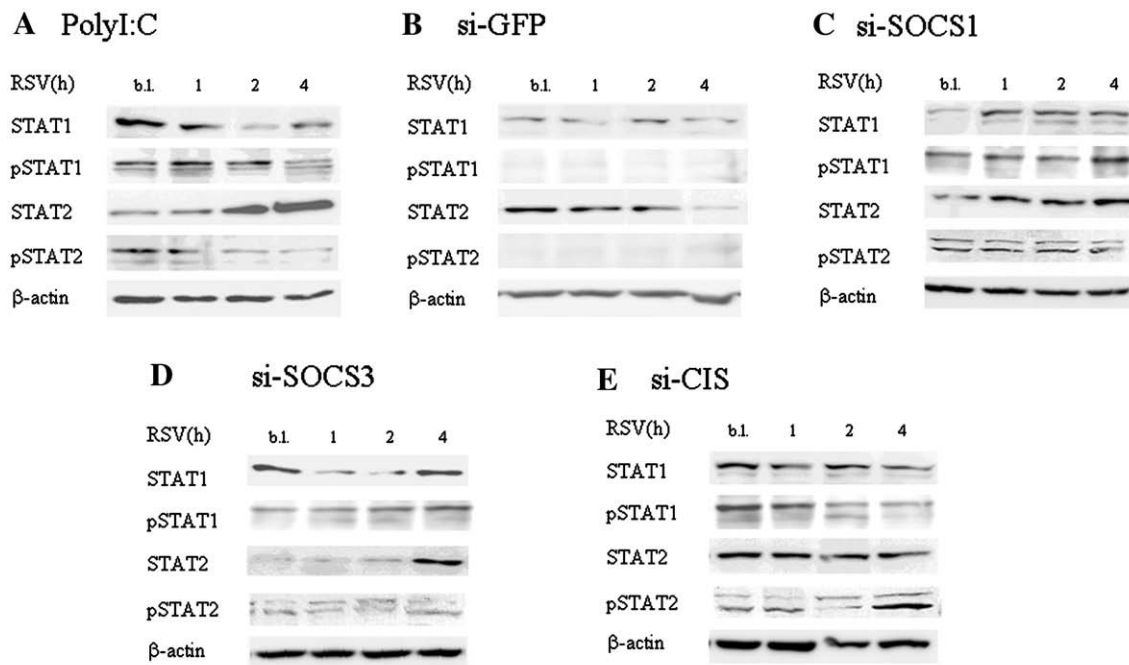 A PolyI:C
RSV(h) b.l. 1 2 4
STAT1
pSTAT1
STAT2
pSTAT2
β-actin
B si-GFP
RSV(h) b.l. 1 2 4
STAT1
pSTAT1
STAT2
pSTAT2
β-actin
C si-SOCS1
RSV(h) b.l. 1 2 4
STAT1
pSTAT1
STAT2
pSTAT2
β-actin
D si-SOCS3
RSV(h) b.l. 1 2 4
STAT1
pSTAT1
STAT2
pSTAT2
β-actin
E si-CIS
RSV(h) b.l. 1 2 4
STAT1
pSTAT1
STAT2
pSTAT2
β-actin